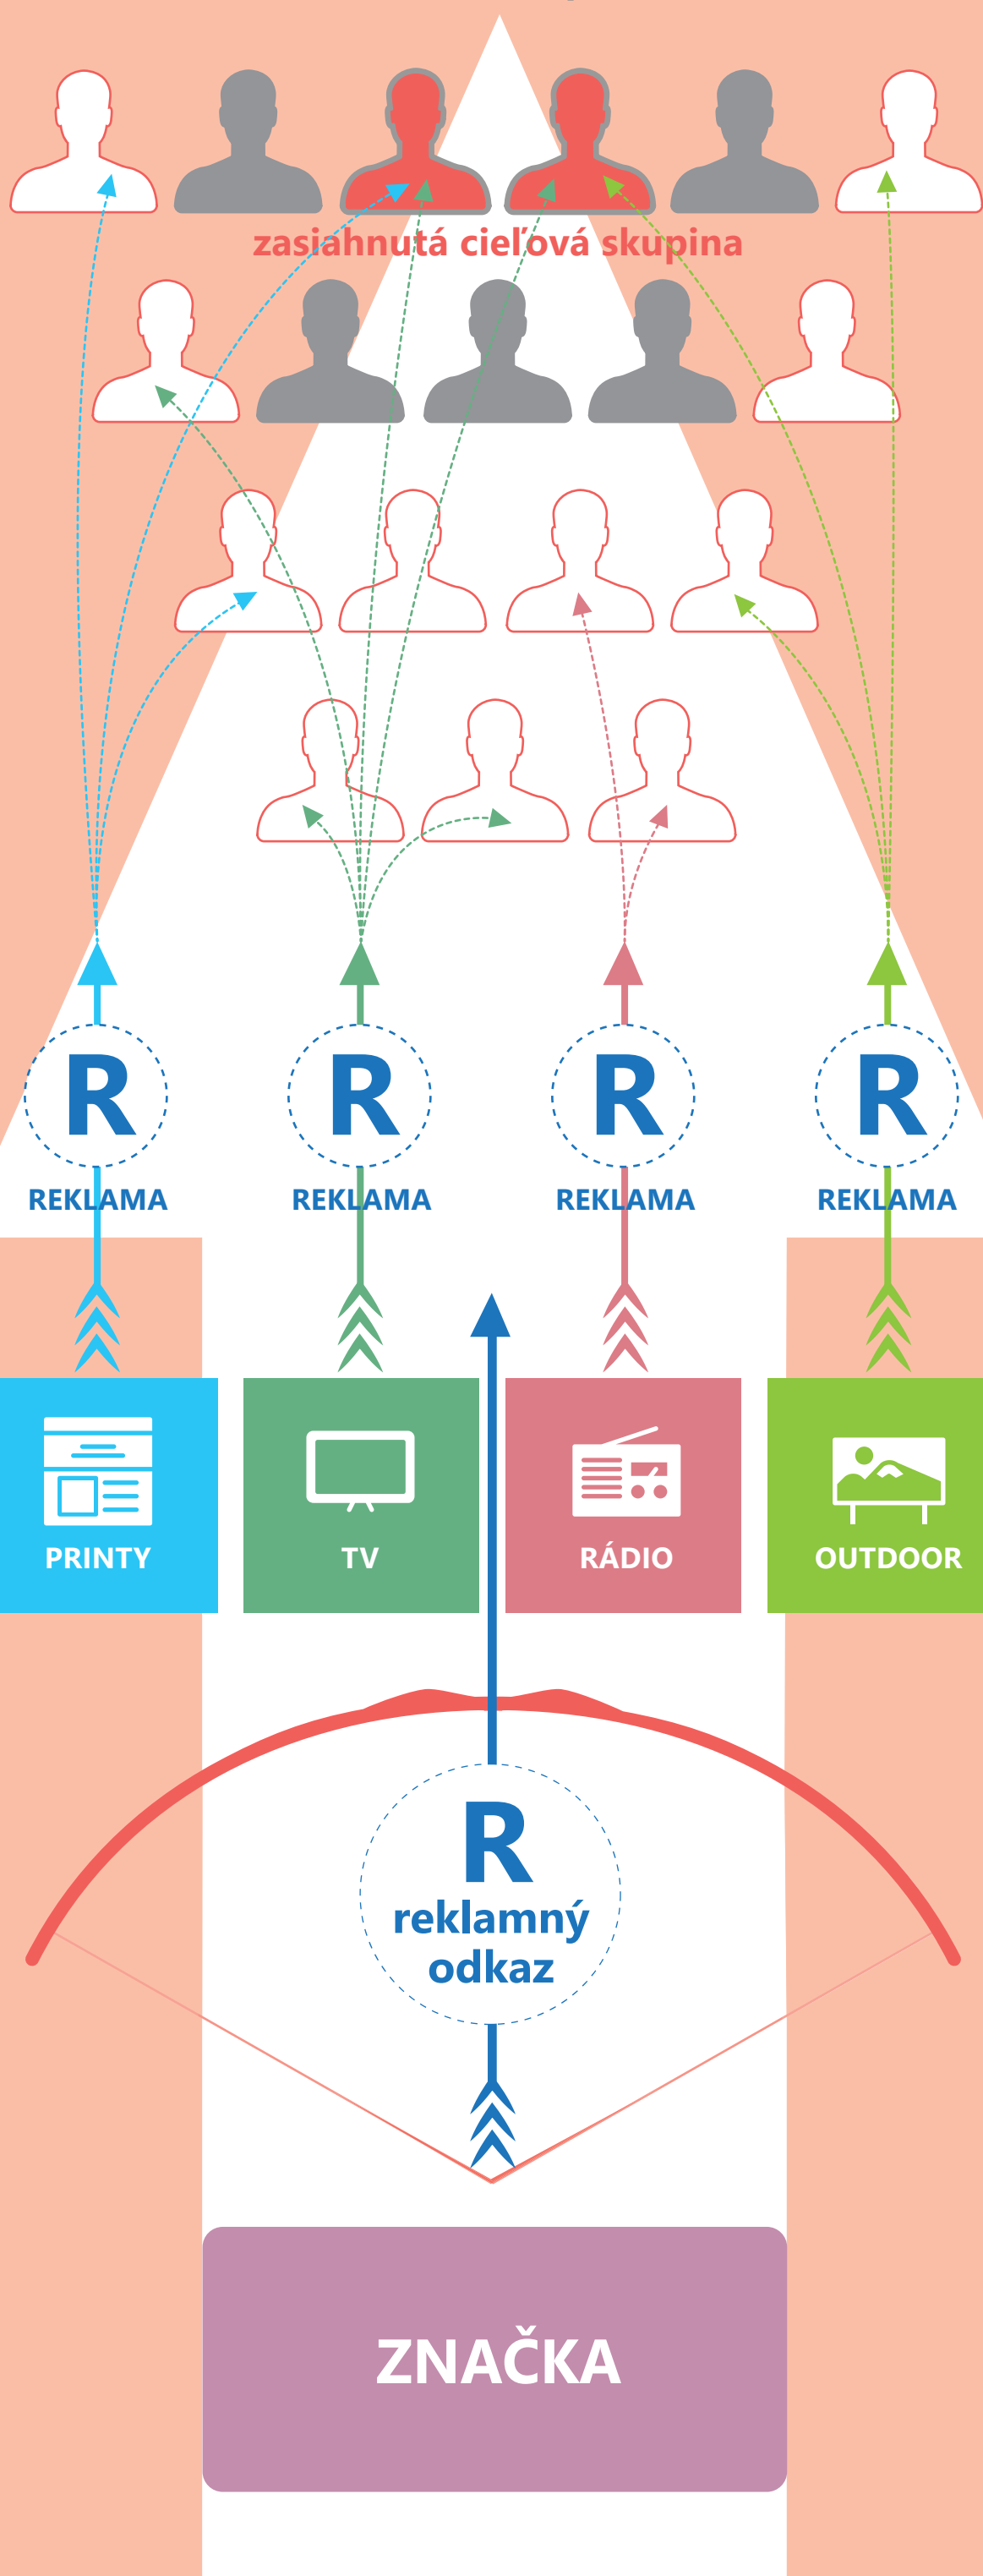 zasiahnutá cieľová skupina
R
R
R
R
REKLAMA
REKLAMA
REKLAMA
REKLAMA
PRINTY
TV
RÁDIO
OUTDOOR
R
reklamný
odkaz
ZNAČKA